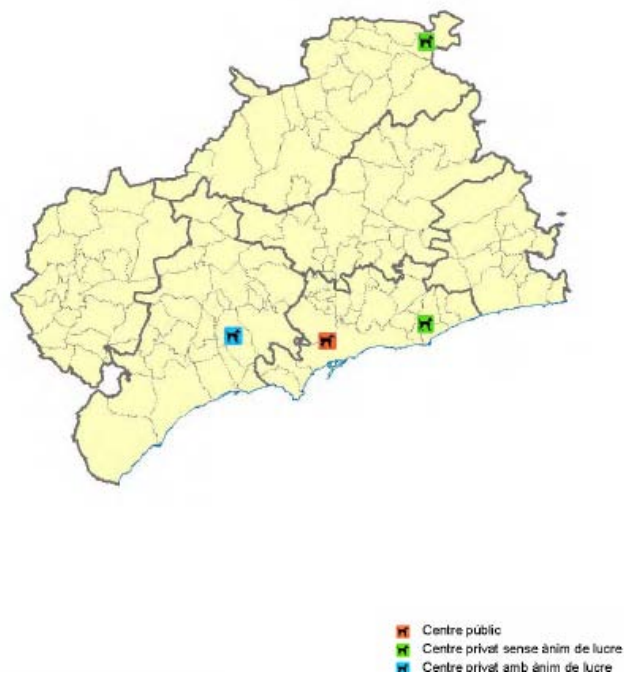 Centre públic
Centre privat sense ànim de lucre
Centre privat amb ànim de lucre